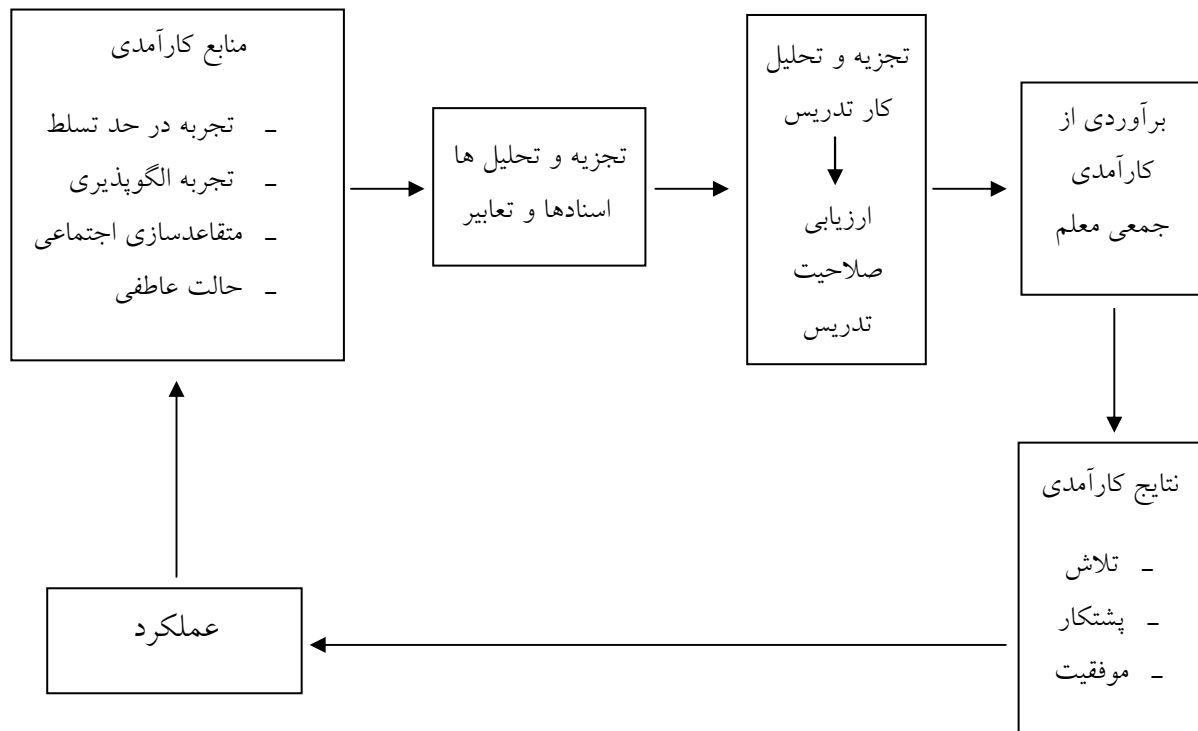 منابع کارآمدی
- تجربه در حد تسلط
- تجربه الگوپذیری
- متقاعدسازی اجتماعی
- حالت عاطفی
تجزیه و تحلیل ها
اسنادها و تعابیر
تجزیه و تحلیل
کار تدریس
ارزیابی
صلاحیت
تدریس
برآوردی از
کارآمدی
جمعی معلم
نتایج کارآمدی
- تلاش
- پشتکار
- موفقیت
عملکرد